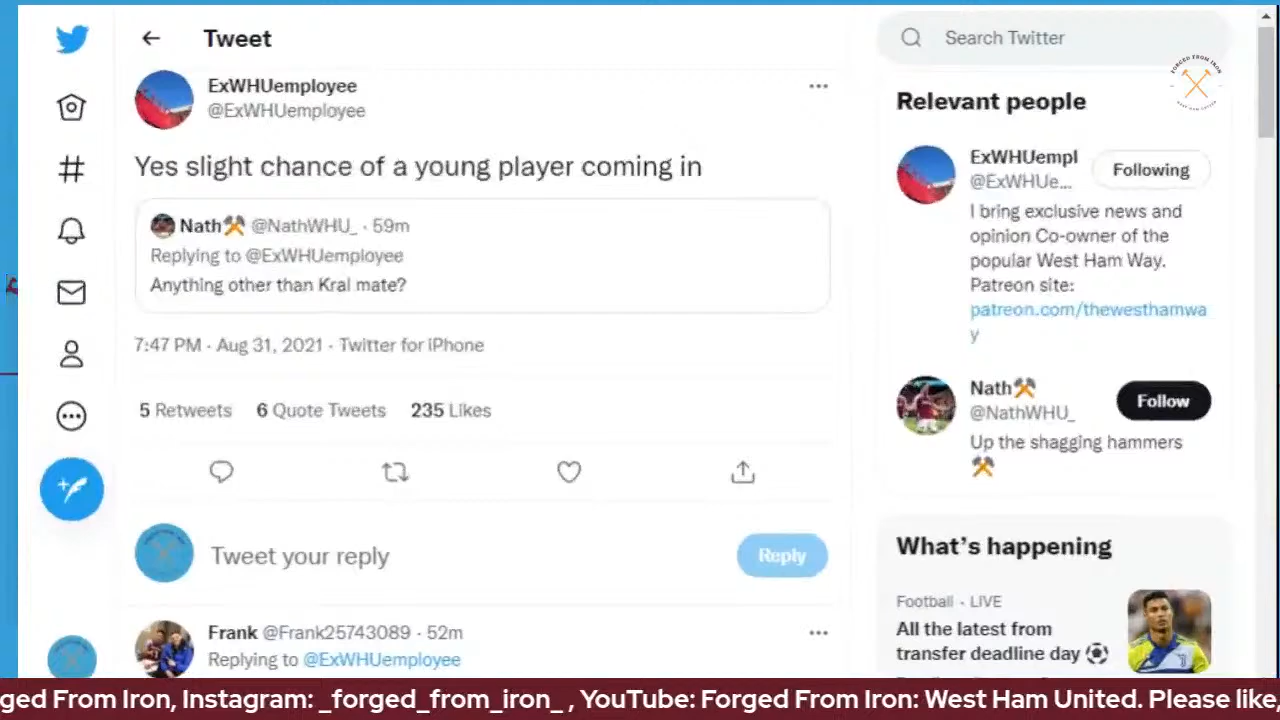 Tweet
ExWHUemployee
@ExWHUemployee
Yes slight chance of a young player coming in
Nath⚒️ @NathWHU_ · 59m
Replying to @ExWHUemployee
Anything other than Kral mate?
7:47 PM · Aug 31, 2021 · Twitter for iPhone
5 Retweets 6 Quote Tweets 235 Likes
Tweet your reply
Reply
Frank @Frank25743089 · 52m
Replying to @ExWHUemployee
Search Twitter
FORGED FROM IRON
Relevant people
ExWHUempl
@ExWHUe...
Following
I bring exclusive news and
opinion Co-owner of the
popular West Ham Way.
Patreon site:
patreon.com/thewesthamwa
y
Nath⚒️
@NathWHU_
Follow
Up the shagging hammers
⚒️
What's happening
Football · LIVE
All the latest from
transfer deadline day ⚽
ged From Iron, Instagram: _forged_from_iron_ , YouTube: Forged From Iron: West Ham United. Please like,